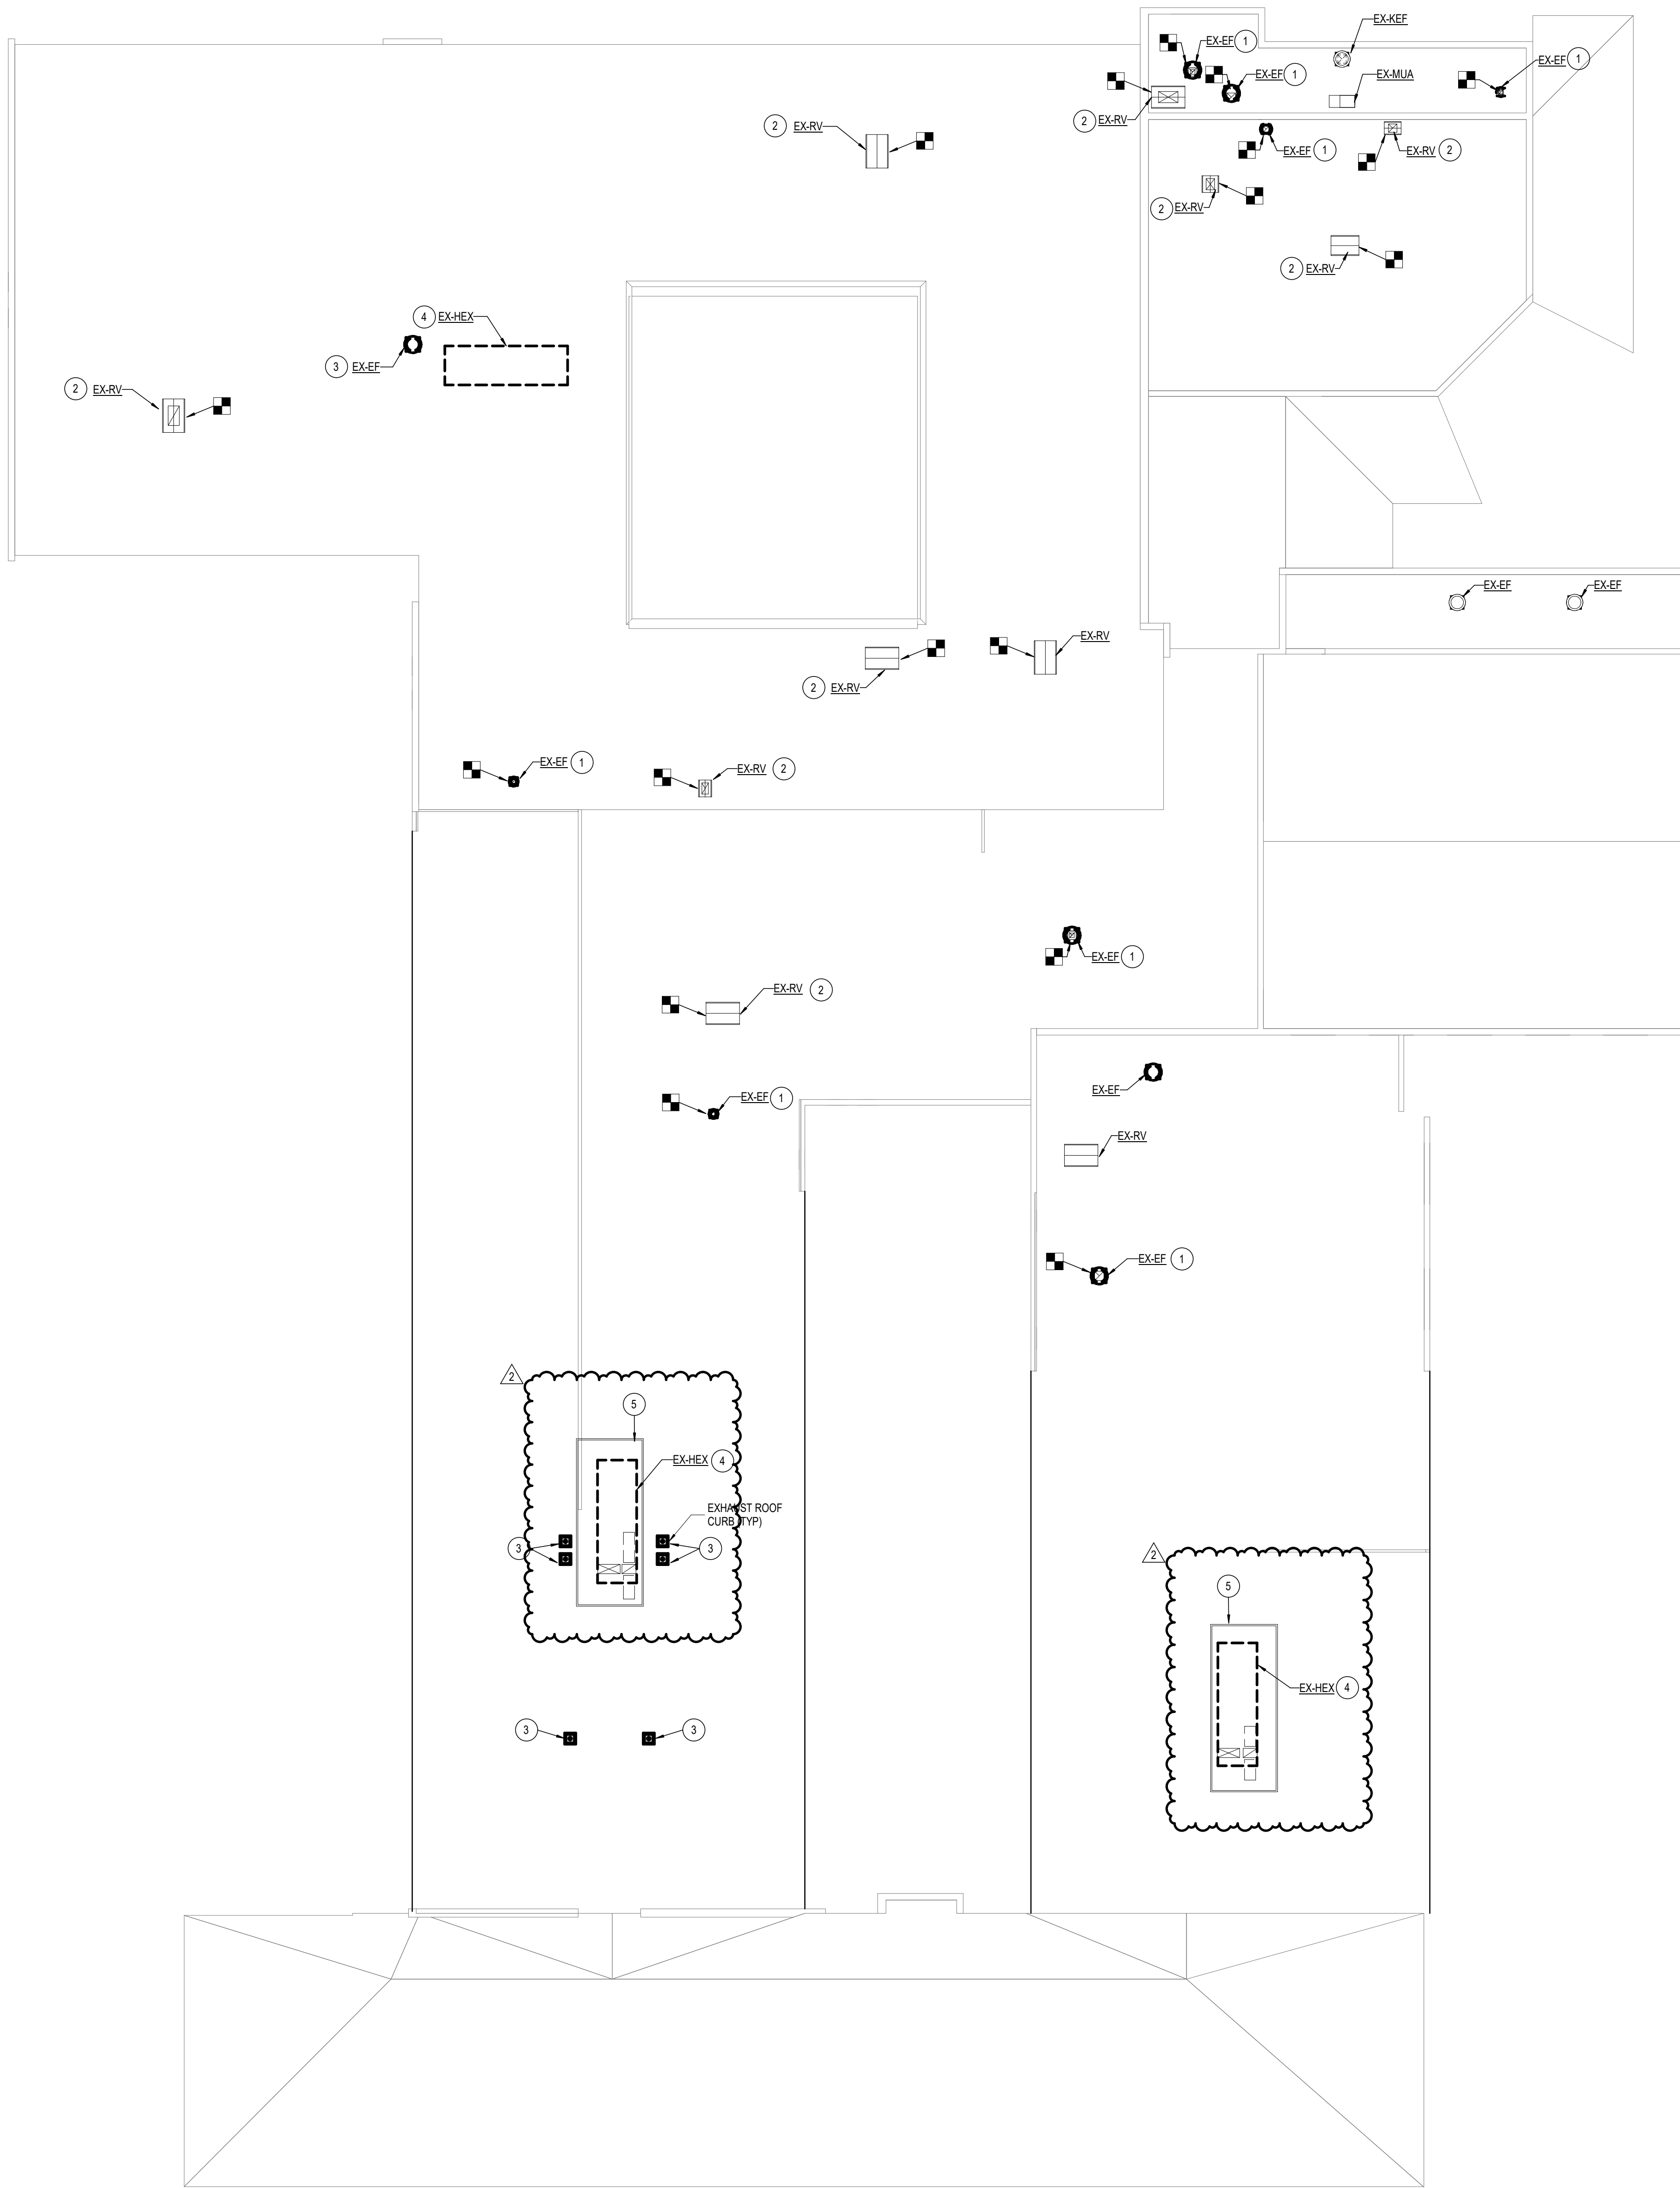 EX-KEF
EX-EF 1
EX-EF 1
EX-MUA
EX-EF 1
2 EX-RV
2 EX-RV
EX-EF 1
EX-RV 2
2 EX-RV
2 EX-RV
4 EX-HEX
3 EX-EF
2 EX-RV
EX-EF
EX-EF
EX-RV
2 EX-RV
EX-EF 1
EX-RV 2
EX-EF 1
EX-RV 2
EX-EF
EX-EF 1
EX-RV
EX-EF 1
2
5
EX-HEX 4
EXHAUST ROOF
CURB (TYP)
3
3
2
5
EX-HEX 4
3
3